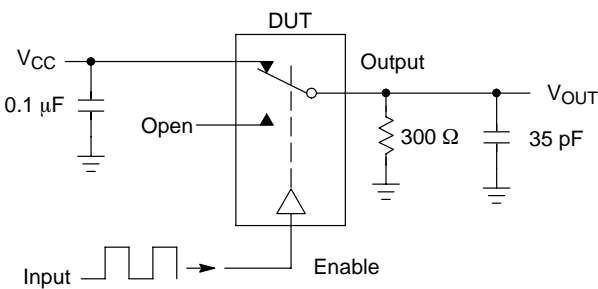 DUT
VCC
Output
0.1 μF
VOUT
Open
300 Ω
35 pF
Input
Enable